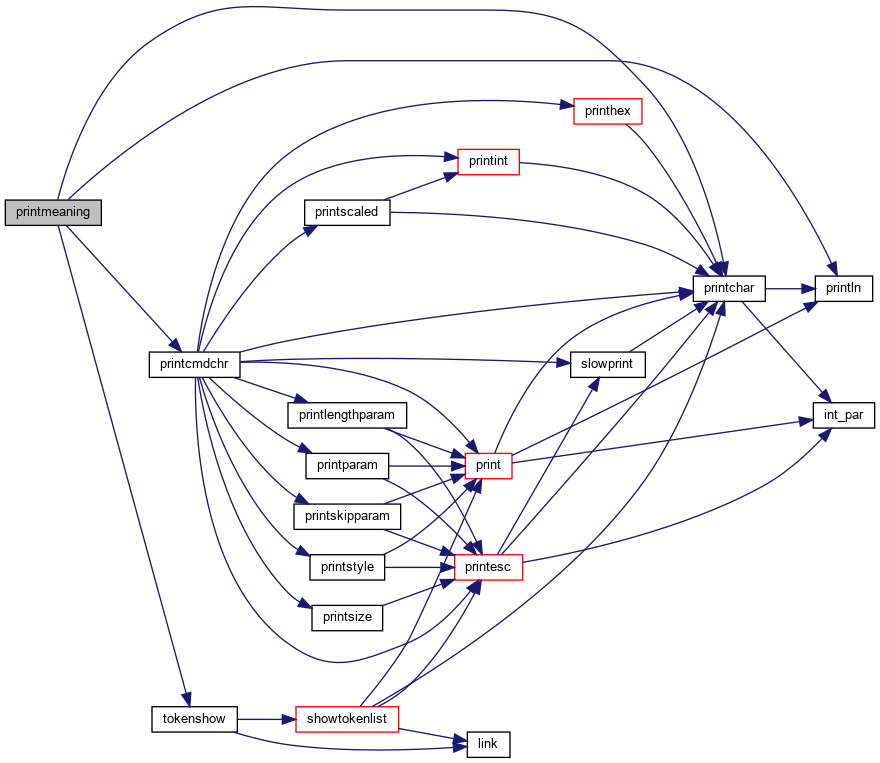 printmeaning
printcmdchr
tokenshow
printscaled
printlengthparam
printparam
printskipparam
printstyle
printsize
showtokenlist
printint
print
printesc
link
printhex
slowprint
printchar
println
int_par